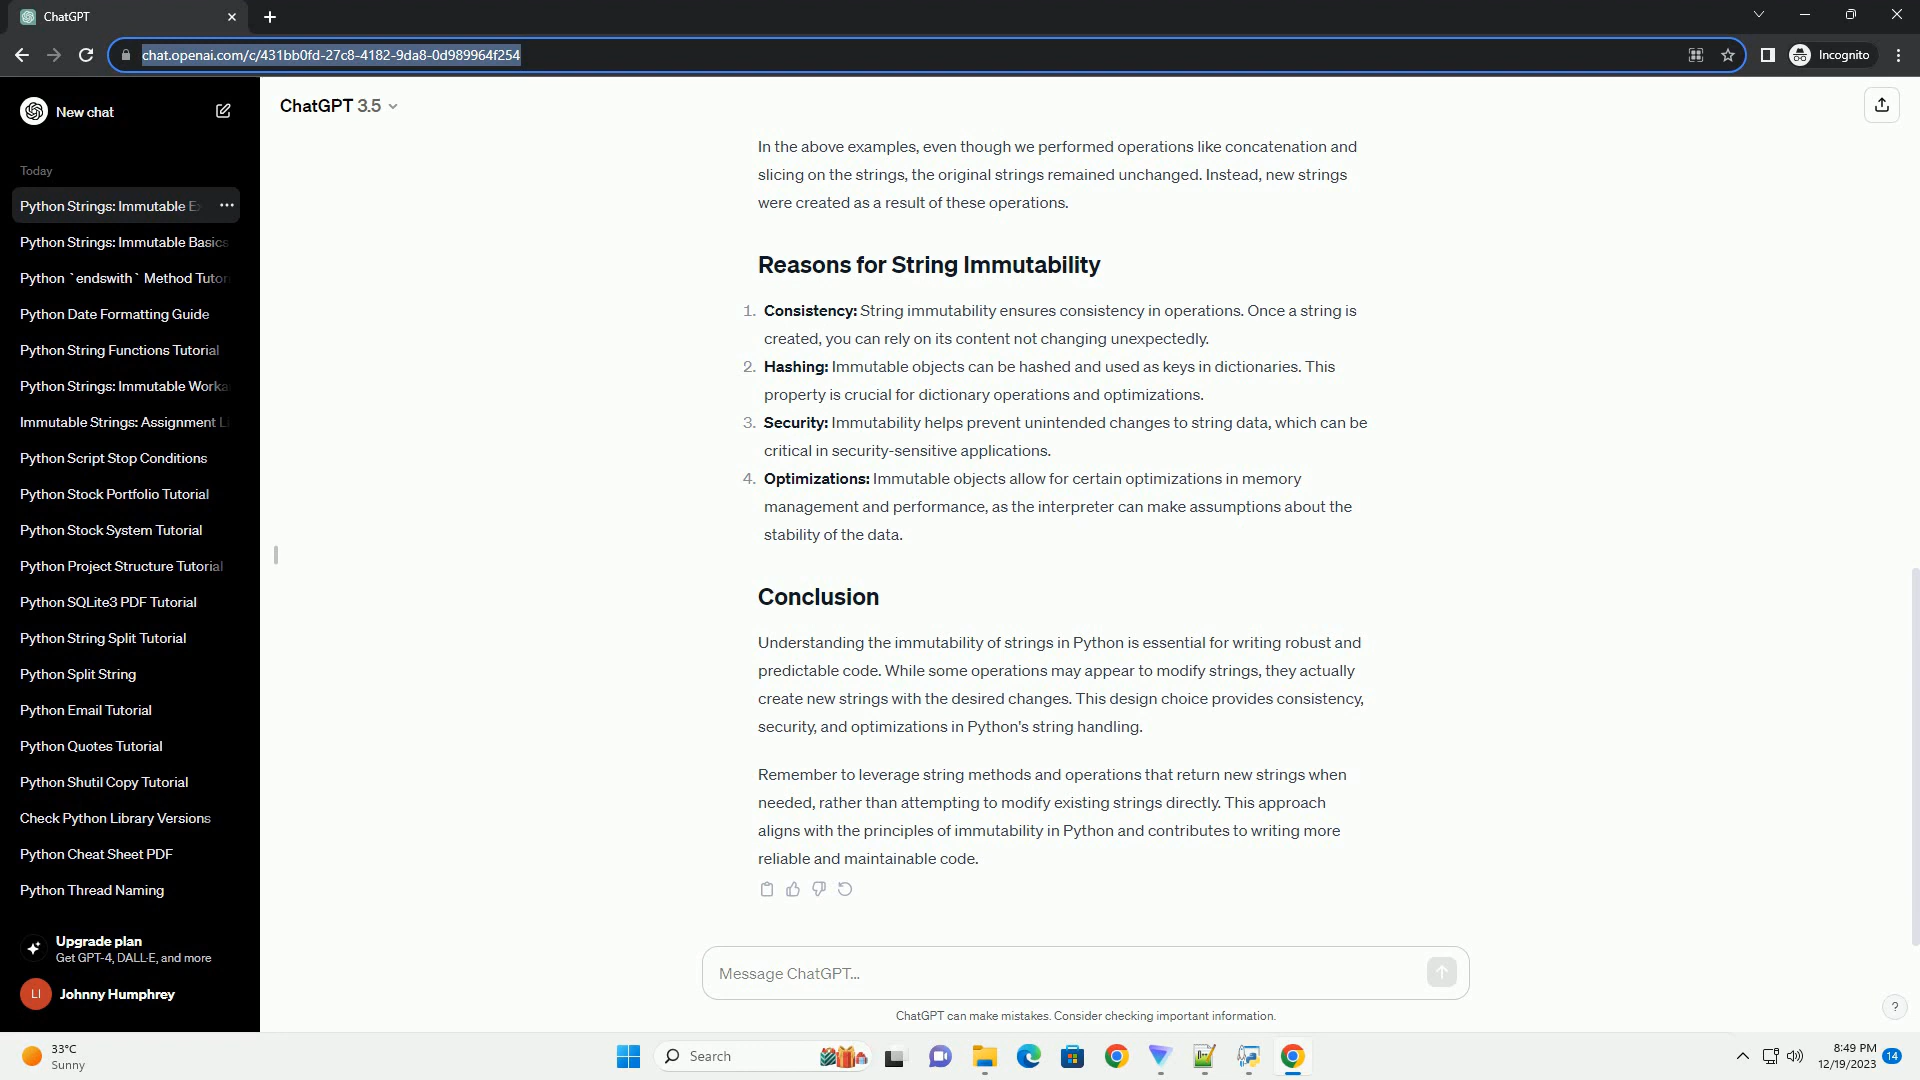 ChatGPT
chat.openai.com/c/431bb0fd-27c8-4182-9da8-0d989964f254
Incognito
New chat
Today
Python Strings: Immutable E
Python Strings: Immutable Basics
Python `endswith` Method Tutor
Python Date Formatting Guide
Python String Functions Tutorial
Python Strings: Immutable Worka
Immutable Strings: Assignment L
Python Script Stop Conditions
Python Stock Portfolio Tutorial
Python Stock System Tutorial
Python Project Structure Tutorial
Python SQLite3 PDF Tutorial
Python String Split Tutorial
Python Split String
Python Email Tutorial
Python Quotes Tutorial
Python Shutil Copy Tutorial
Check Python Library Versions
Python Cheat Sheet PDF
Python Thread Naming
Upgrade plan
Get GPT-4, DALL·E, and more
LI
Johnny Humphrey
ChatGPT 3.5
In the above examples, even though we performed operations like concatenation and
slicing on the strings, the original strings remained unchanged. Instead, new strings
were created as a result of these operations.
Reasons for String Immutability
1. Consistency: String immutability ensures consistency in operations. Once a string is
created, you can rely on its content not changing unexpectedly.
2. Hashing: Immutable objects can be hashed and used as keys in dictionaries. This
property is crucial for dictionary operations and optimizations.
3. Security: Immutability helps prevent unintended changes to string data, which can be
critical in security-sensitive applications.
4. Optimizations: Immutable objects allow for certain optimizations in memory
management and performance, as the interpreter can make assumptions about the
stability of the data.
Conclusion
Understanding the immutability of strings in Python is essential for writing robust and
predictable code. While some operations may appear to modify strings, they actually
create new strings with the desired changes. This design choice provides consistency,
security, and optimizations in Python's string handling.
Remember to leverage string methods and operations that return new strings when
needed, rather than attempting to modify existing strings directly. This approach
aligns with the principles of immutability in Python and contributes to writing more
reliable and maintainable code.
Message ChatGPT...
ChatGPT can make mistakes. Consider checking important information.
?
33°C
Sunny
Search
8:49 PM
12/19/2023
14